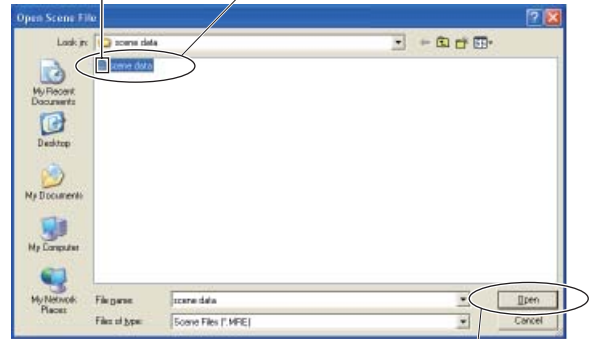 Open Scene File
Look in: scene data
scene data
My Recent
Documents
Desktop
My Documents
My Computer
My Network
Places
File name: scene data
Open
Files of type: Scene Files (*.MRE)
Cancel